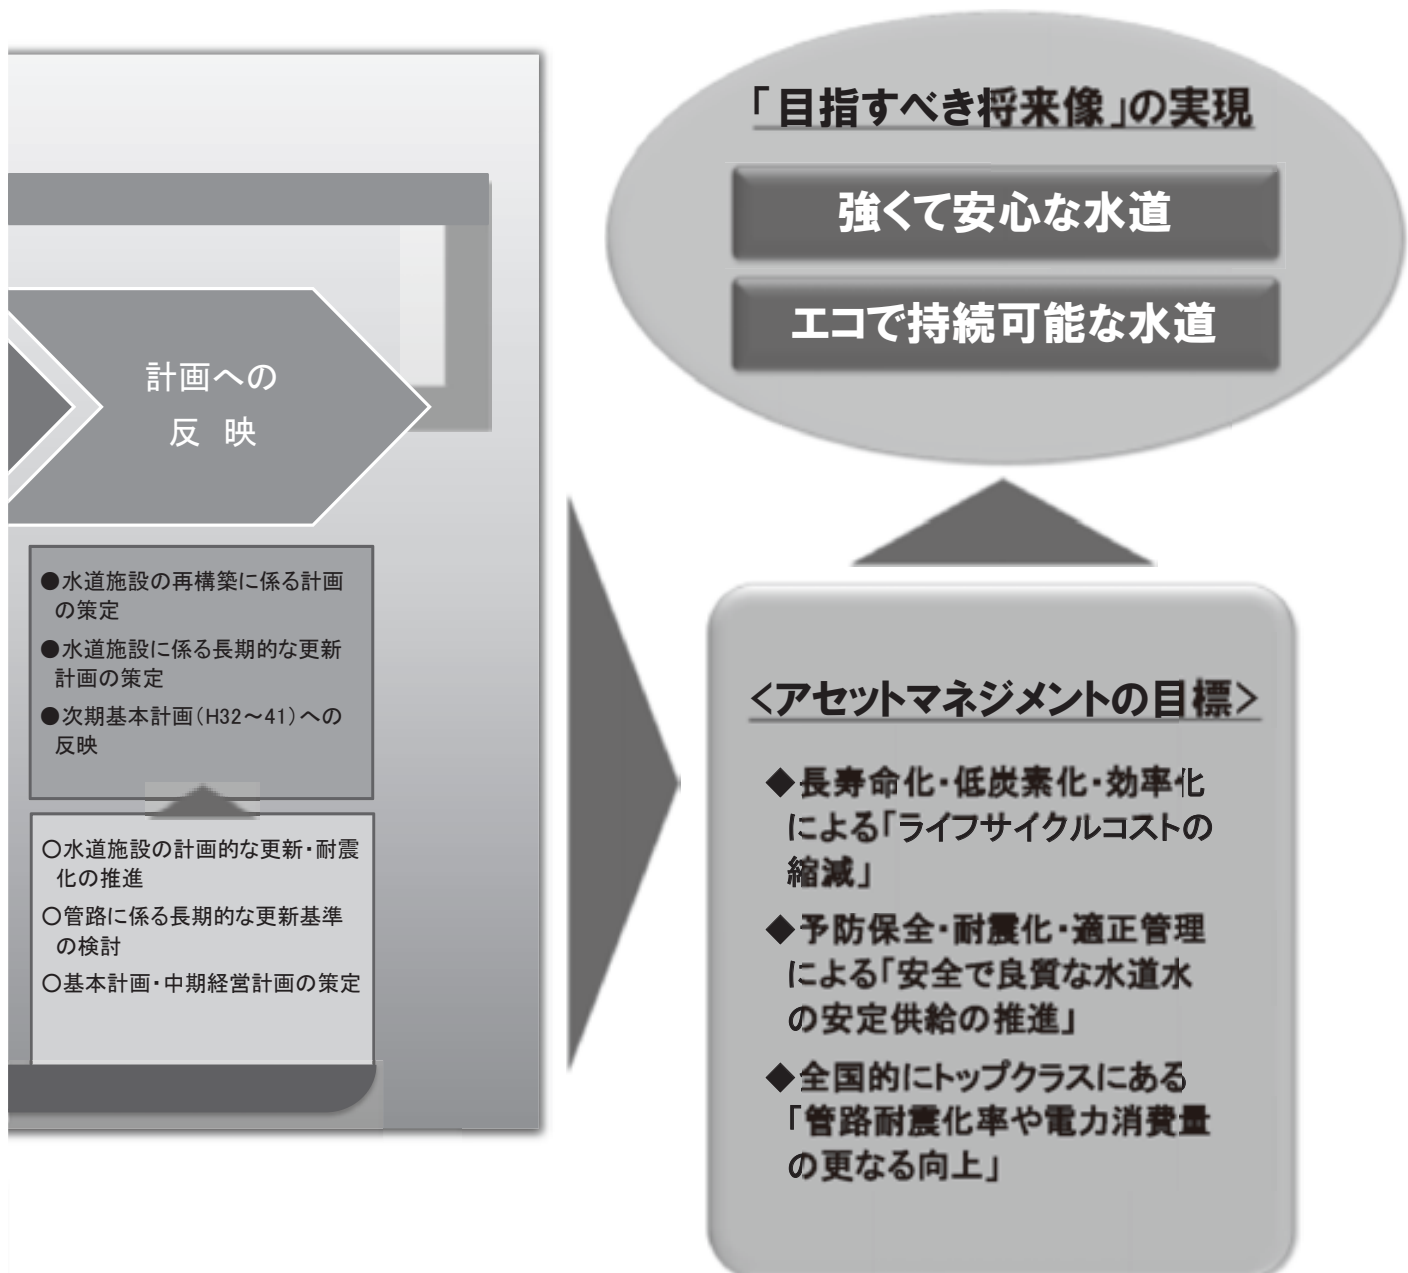 計画への
反 映
●水道施設の再構築に係る計画
の策定
●水道施設に係る長期的な更新
計画の策定
●次期基本計画(H32～41)への
反映
○水道施設の計画的な更新・耐震
化の推進
○管路に係る長期的な更新基準
の検討
○基本計画・中期経営計画の策定
「目指すべき将来像」の実現
強くて安心な水道
エコで持続可能な水道
<アセットマネジメントの目標>
◆長寿命化・低炭素化・効率化
による「ライフサイクルコストの
縮減」
◆予防保全・耐震化・適正管理
による「安全で良質な水道水
の安定供給の推進」
◆全国的にトップクラスにある
「管路耐震化率や電力消費量
の更なる向上」